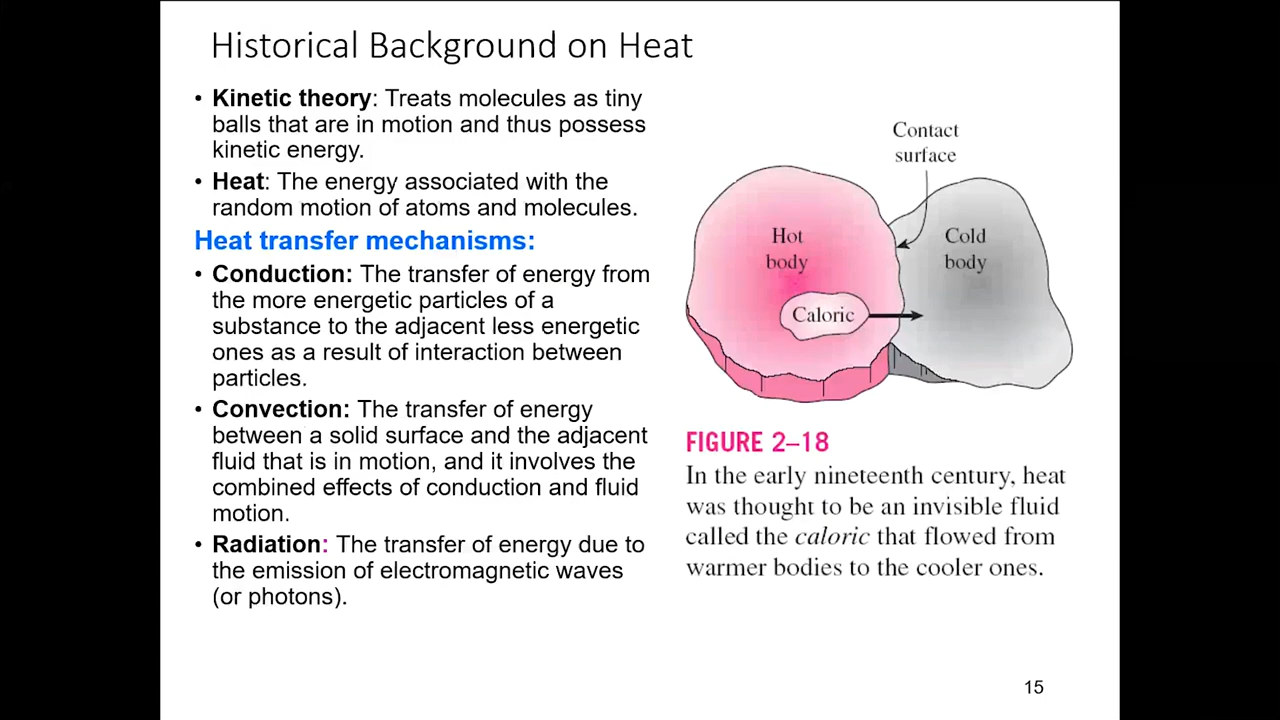 Historical Background on Heat
• Kinetic theory: Treats molecules as tiny
balls that are in motion and thus possess
kinetic energy.
• Heat: The energy associated with the
random motion of atoms and molecules.
Heat transfer mechanisms:
• Conduction: The transfer of energy from
the more energetic particles of a
substance to the adjacent less energetic
ones as a result of interaction between
particles.
• Convection: The transfer of energy
between a solid surface and the adjacent
fluid that is in motion, and it involves the
combined effects of conduction and fluid
motion.
• Radiation: The transfer of energy due to
the emission of electromagnetic waves
(or photons).
Contact
surface
Hot
body
Cold
body
Caloric
FIGURE 2–18
In the early nineteenth century, heat
was thought to be an invisible fluid
called the caloric that flowed from
warmer bodies to the cooler ones.
15